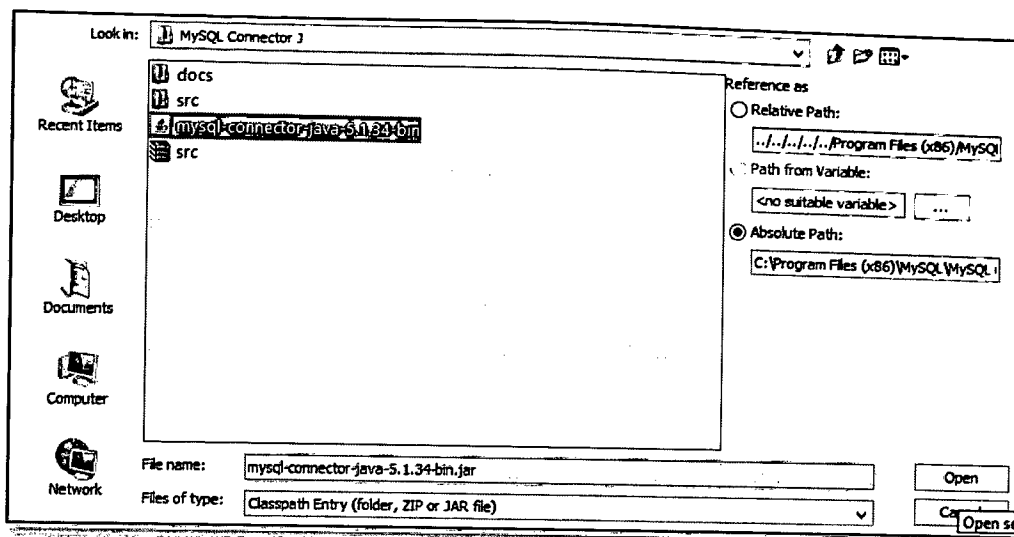 Look in:
MySQL Connector J
docs
src
mysql-connector-java-5.1.34-bin
src
Recent Items
Desktop
Documents
Computer
Network
Reference as
Relative Path:
../../../../../Program Files (x86)/MySQL
Path from Variable:
<no suitable variable>
...
Absolute Path:
C:\Program Files (x86)\MySQL\MySQL
File name:
mysql-connector-java-5.1.34-bin.jar
Open
Files of type:
Classpath Entry (folder, ZIP or JAR file)
Open se